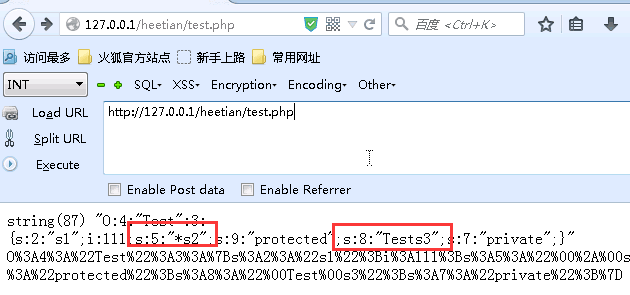 127.0.0.1/heetian/test.php
百度 <Ctrl+K>
访问最多 火狐官方站点 新手上路 常用网址
INT SQL- XSS- Encryption- Encoding- Other-
Load URL
Split URL
Execute
http://127.0.0.1/heetian/test.php
Enable Post data Enable Referrer
string(87) "O:4:"Test":3:
{s:2:"s1";i:111;s:5:"*s2";s:9:"protected";s:8:"Tests3";s:7:"private";}"
O%3A4%3A%22Test%22%3A3%3A%7Bs%3A2%3A%22s1%22%3Bi%3A111%3Bs%3A5%3A%22%00%2A%00s
%3A%22protected%22%3Bs%3A8%3A%22%00Test%00s3%22%3Bs%3A7%3A%22private%22%3B%7D